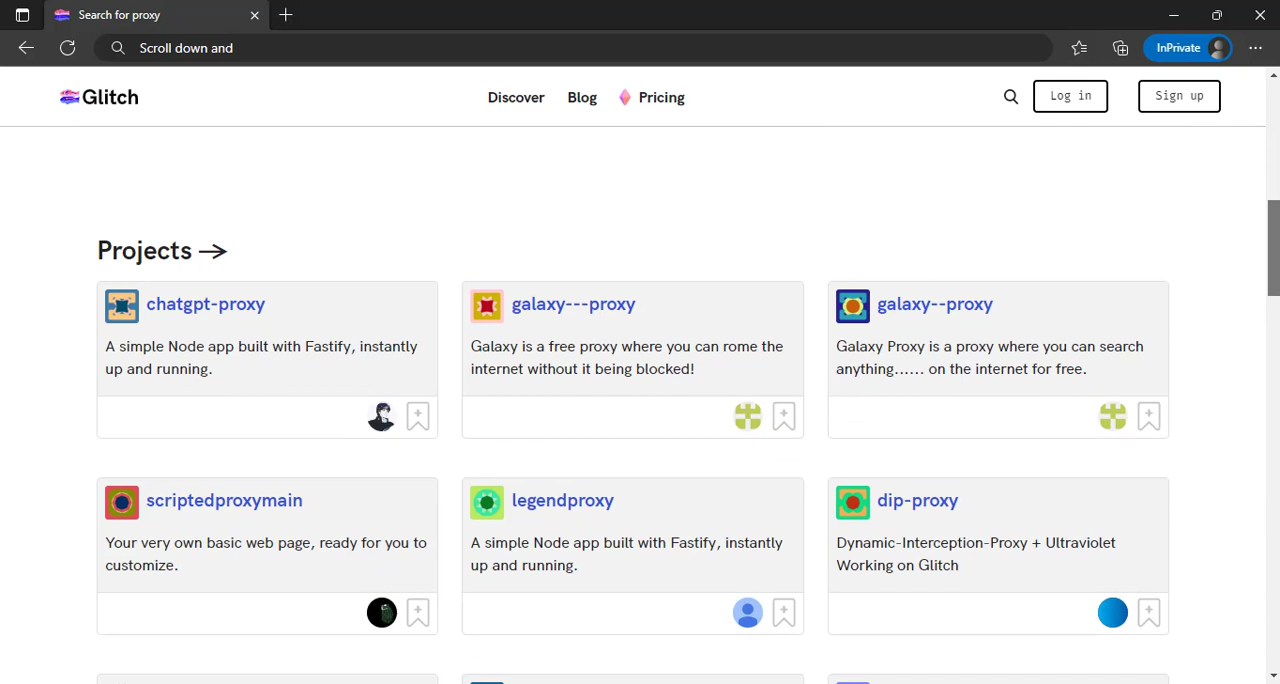 Search for proxy
Scroll down and
InPrivate
Glitch
Discover
Blog
Pricing
Log in
Sign up
Projects →
chatgpt-proxy
A simple Node app built with Fastify, instantly
up and running.
galaxy---proxy
Galaxy is a free proxy where you can rome the
internet without it being blocked!
galaxy--proxy
Galaxy Proxy is a proxy where you can search
anything...... on the internet for free.
scriptedproxymain
Your very own basic web page, ready for you to
customize.
legendproxy
A simple Node app built with Fastify, instantly
up and running.
dip-proxy
Dynamic-Interception-Proxy + Ultraviolet
Working on Glitch